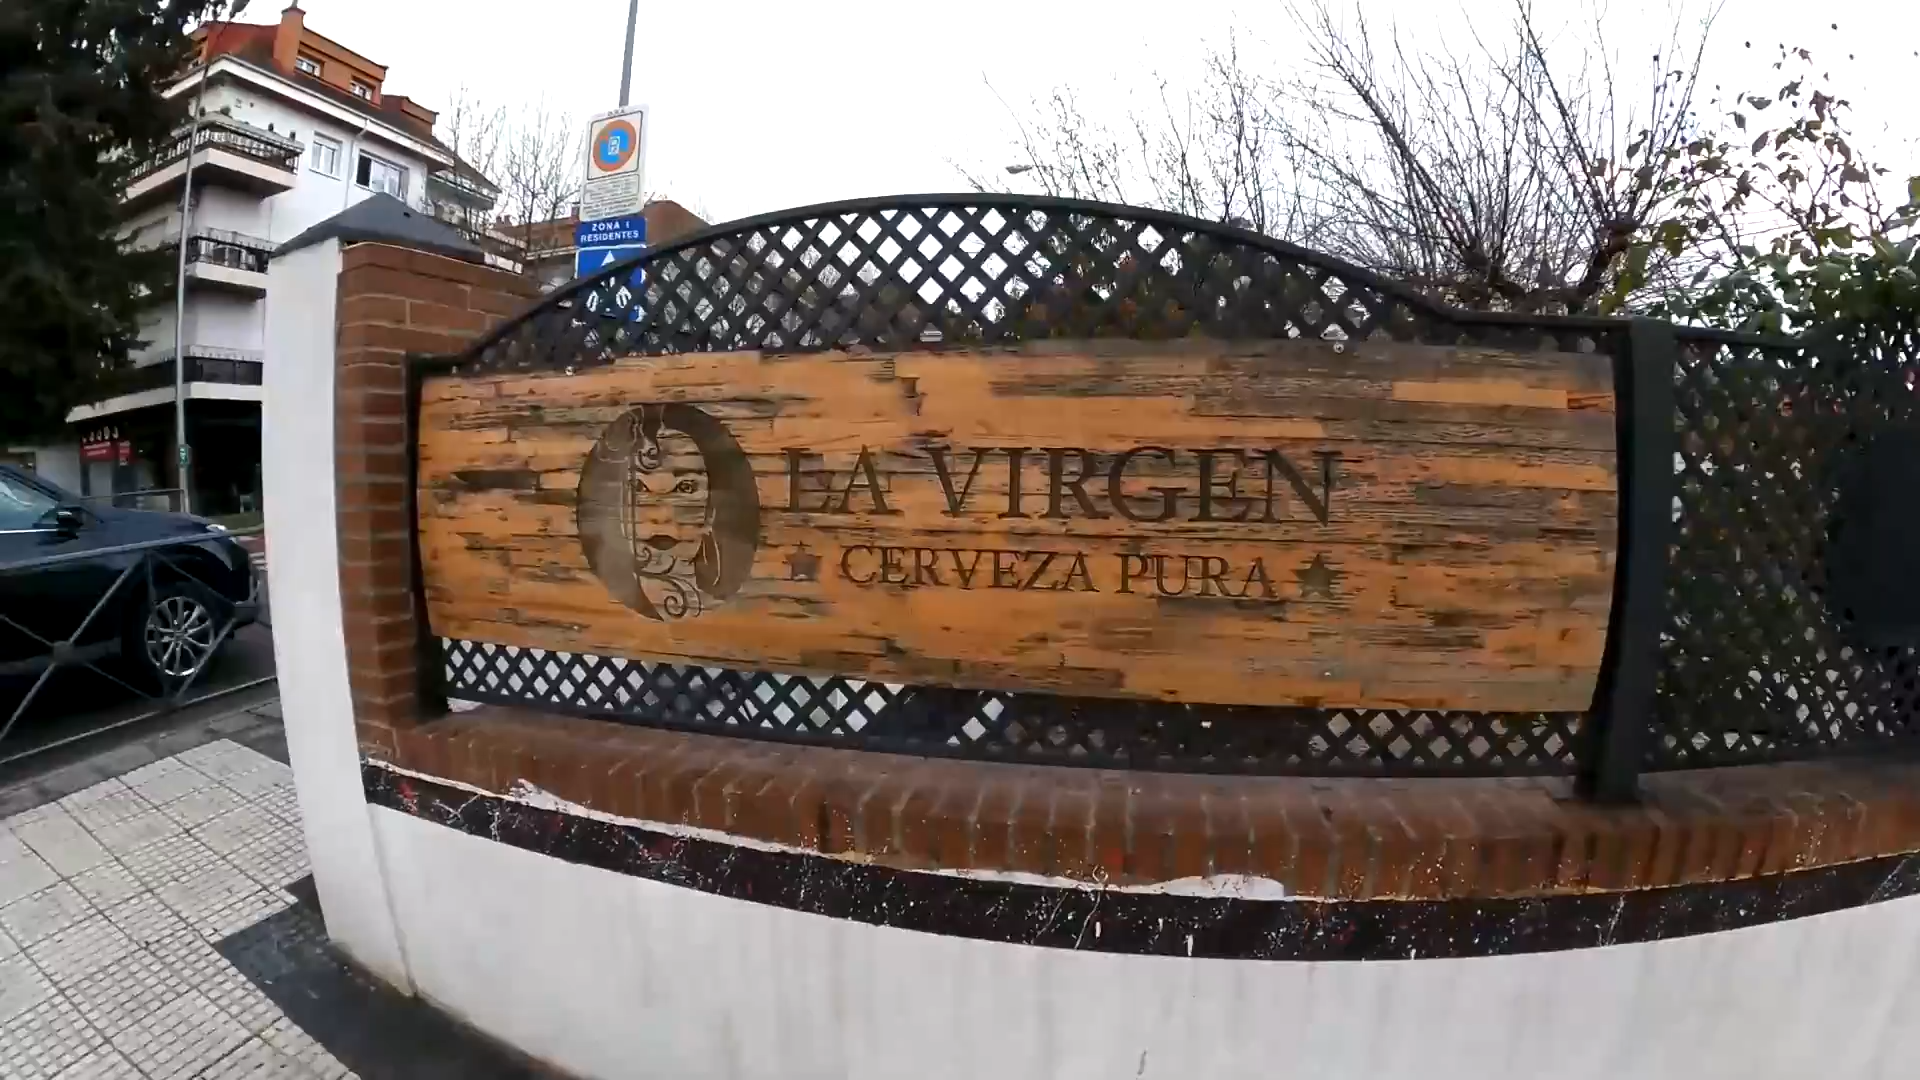 ZONA 1
RESIDENTES
LA VIRGEN
CERVEZA PURA